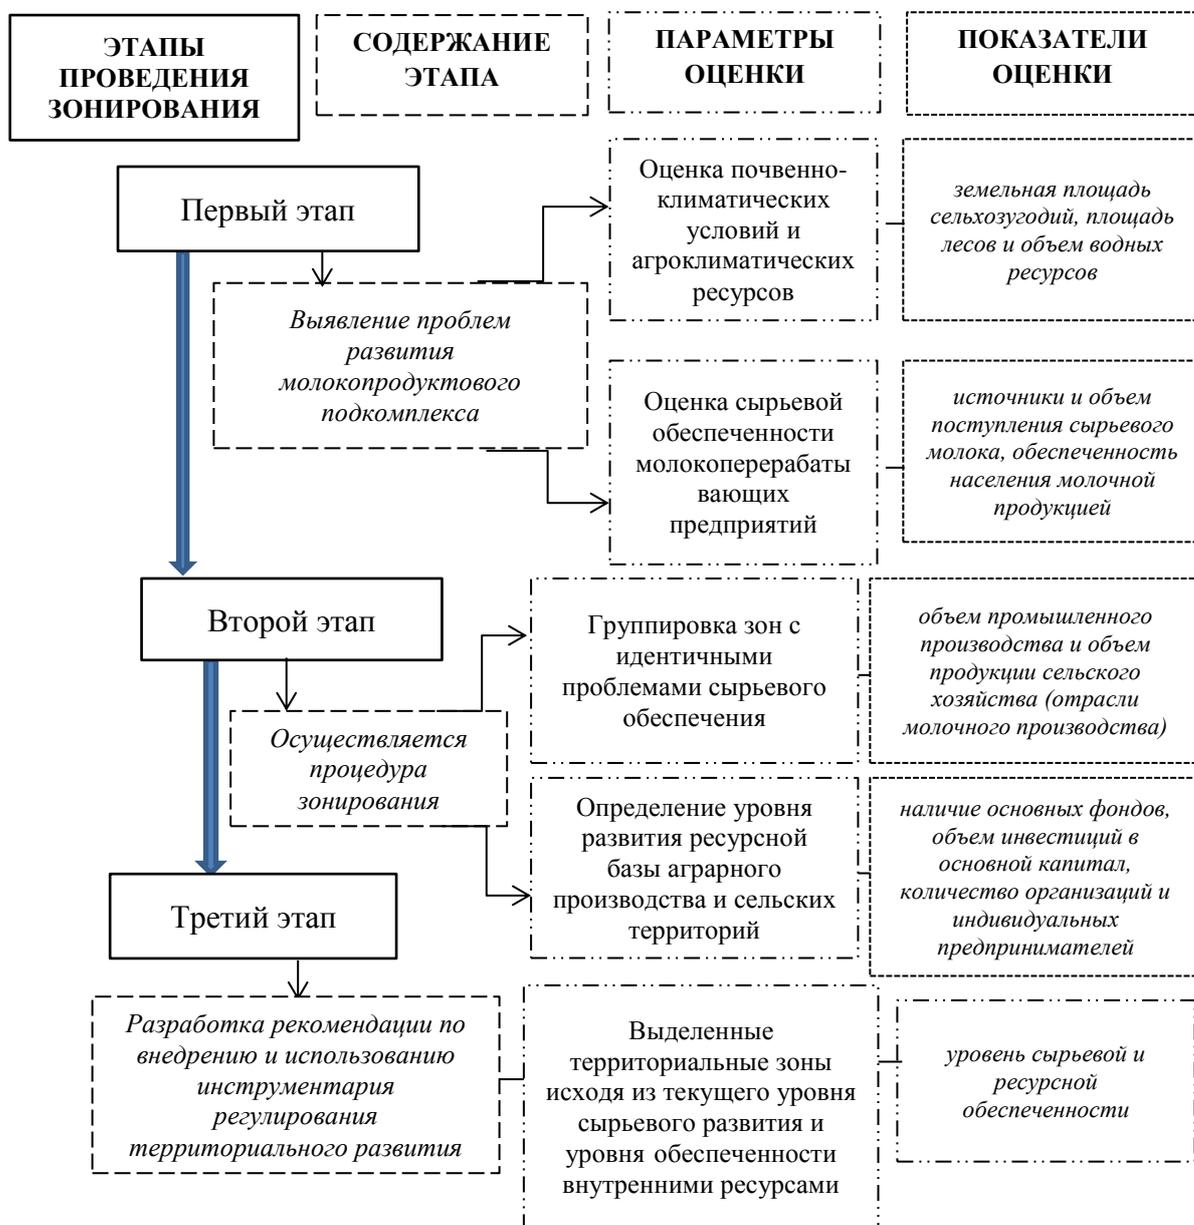 ЭТАПЫ
ПРОВЕДЕНИЯ
ЗОНИРОВАНИЯ
СОДЕРЖАНИЕ
ЭТАПА
ПАРАМЕТРЫ
ОЦЕНКИ
ПОКАЗАТЕЛИ
ОЦЕНКИ
Первый этап
Выявление проблем
развития
молокопродуктового
подкомплекса
Оценка почвенно-
климатических
условий и
агроклиматических
ресурсов
земельная площадь
сельхозугодий, площадь
лесов и объем водных
ресурсов
Оценка сырьевой
обеспеченности
молокоперерабаты
вающих
предприятий
источники и объем
поступления сырьевого
молока, обеспеченность
населения молочной
продукцией
Второй этап
Осуществляется
процедура
зонирования
Группировка зон с
идентичными
проблемами сырьевого
обеспечения
объем промышленного
производства и объем
продукции сельского
хозяйства (отрасли
молочного производства)
Определение уровня
развития ресурсной
базы аграрного
производства и сельских
территорий
наличие основных фондов,
объем инвестиций в
основной капитал,
количество организаций и
индивидуальных
предпринимателей
Третий этап
Разработка рекомендации по
внедрению и использованию
инструментария
регулирования
территориального развития
Выделенные
территориальные зоны
исходя из текущего уровня
сырьевого развития и
уровня обеспеченности
внутренними ресурсами
уровень сырьевой и
ресурсной
обеспеченности